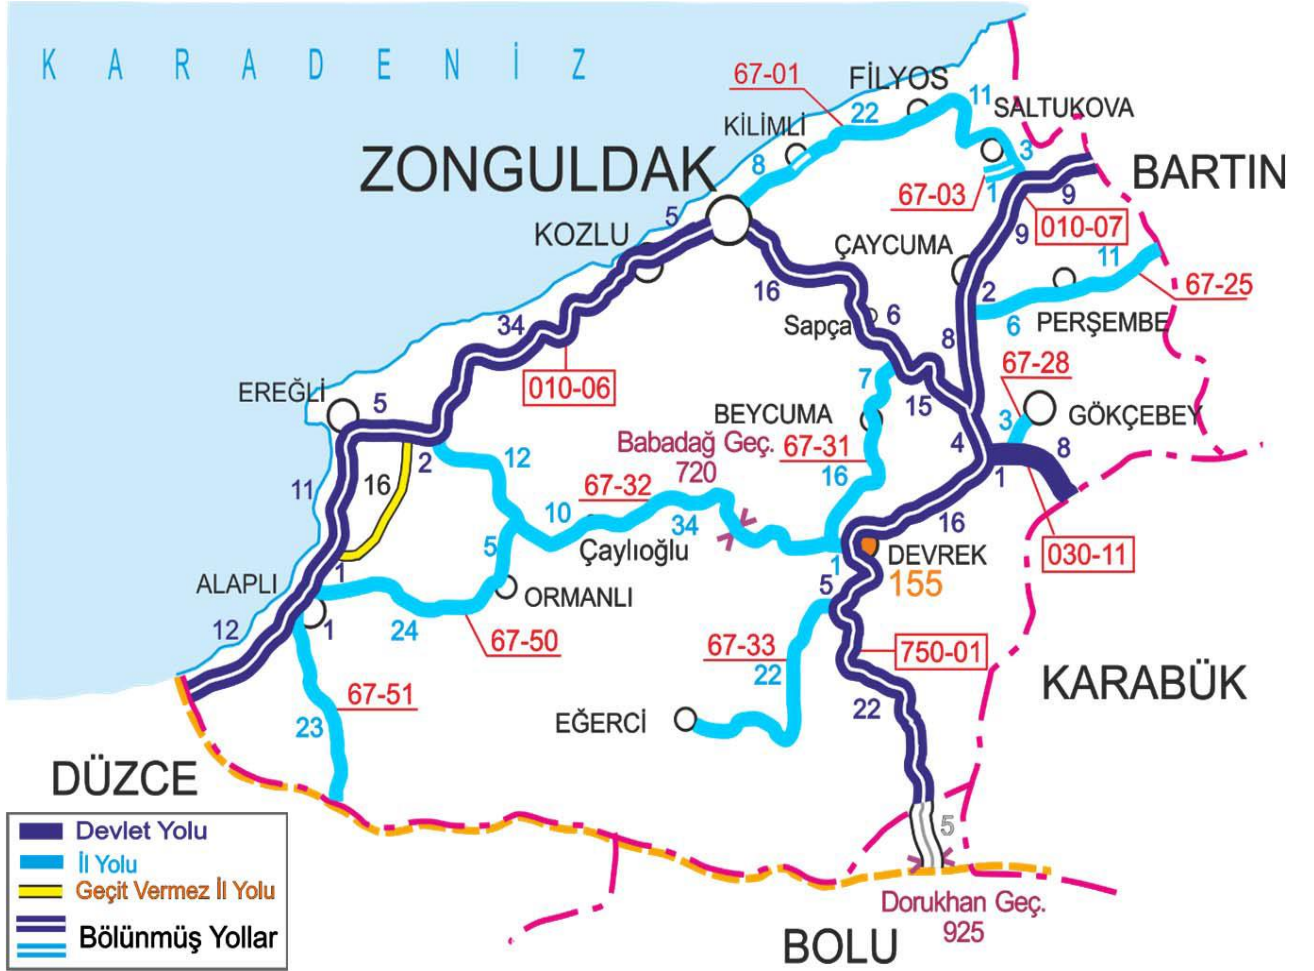 K A R A D E N İ Z
67-01
FİLYOS
11
22
SALTUKOVA
KİLİMLİ
8
3
ZONGULDAK
BARTIN
67-03
1
9
5
010-07
KOZLU
9
ÇAYCUMA
11
16
2
67-25
34
Sapça
6
6
PERŞEMBE
8
67-28
010-06
7
EREĞLİ
5
15
BEYCUMA
3
GÖKÇEBEY
Babadağ Geç.
720
67-31
4
8
2
12
16
1
11
16
67-32
10
34
16
Çaylıoğlu
5
1
DEVREK
030-11
1
155
ALAPLI
ORMANLI
5
12
1
24
67-50
67-33
750-01
22
KARABÜK
67-51
22
23
EĞERCİ
DÜZCE
5
Devlet Yolu
İl Yolu
Geçit Vermez İl Yolu
Bölünmüş Yollar
Dorukhan Geç.
925
BOLU